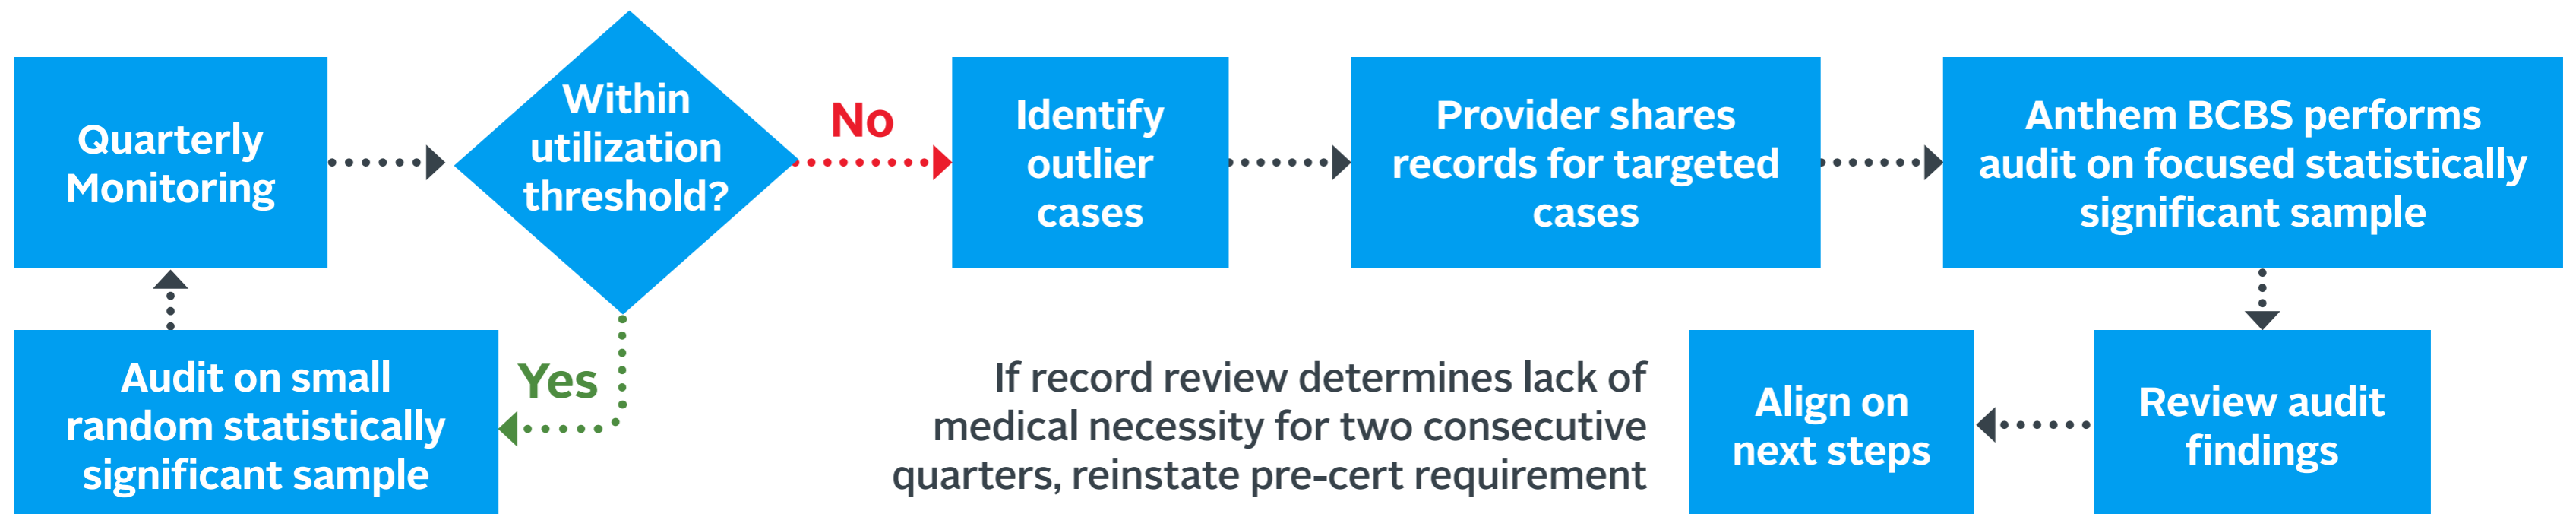 Quarterly
Monitoring
Within
utilization
threshold?
No
Identify
outlier
cases
Provider shares
records for targeted
cases
Anthem BCBS performs
audit on focused statistically
significant sample
Audit on small
random statistically
significant sample
Yes
If record review determines lack of
medical necessity for two consecutive
quarters, reinstate pre-cert requirement
Align on
next steps
Review audit
findings